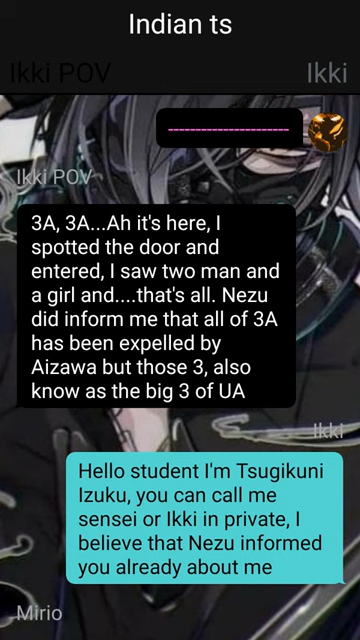 Indian ts
Ikki POV
Ikki
----------------------
Ikki POV
3A, 3A...Ah it's here, I
spotted the door and
entered, I saw two man and
a girl and....that's all. Nezu
did inform me that all of 3A
has been expelled by
Aizawa but those 3, also
know as the big 3 of UA
Ikki
Hello student I'm Tsugikuni
Izuku, you can call me
sensei or Ikki in private, I
believe that Nezu informed
you already about me
Mirio